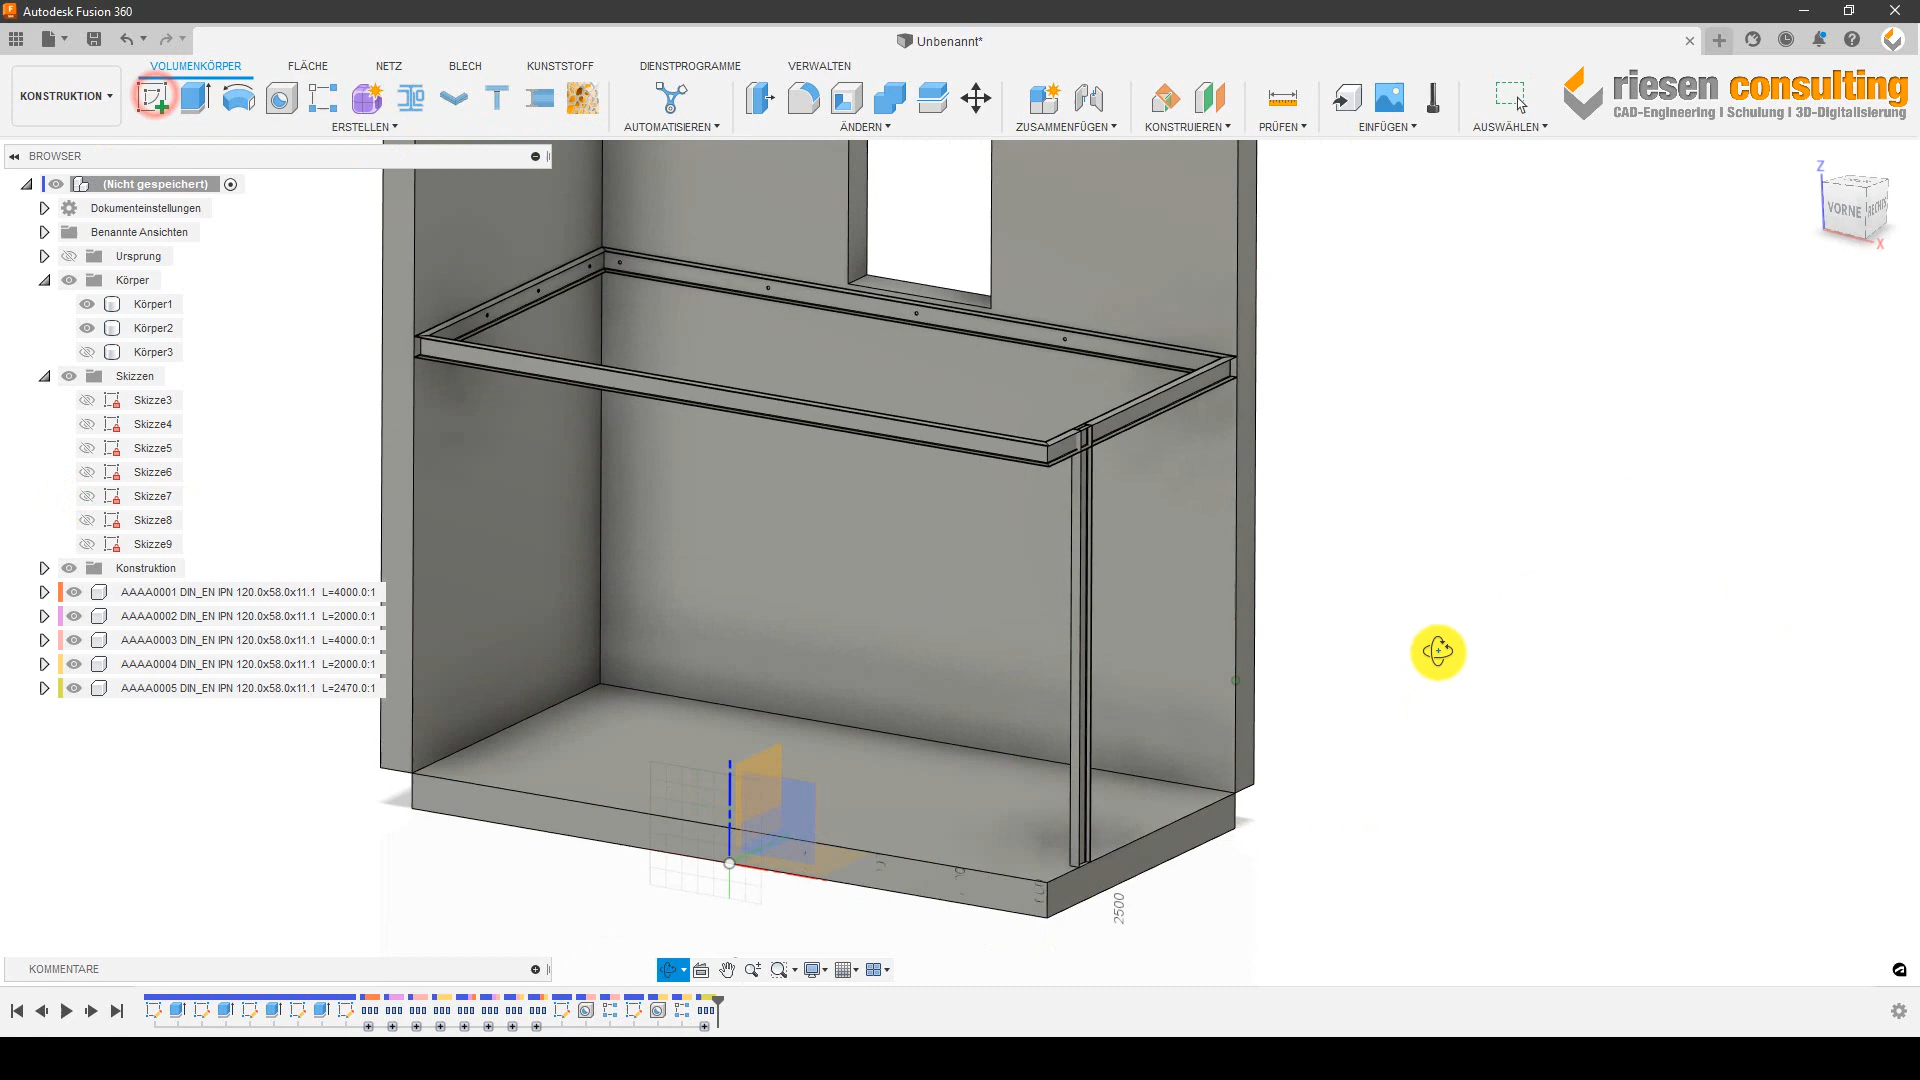 Autodesk Fusion 360
Unbenannt*
VOLUMENKÖRPER
FLÄCHE
NETZ
BLECH
KUNSTSTOFF
DIENSTPROGRAMME
VERWALTEN
KONSTRUKTION
ERSTELLEN
AUTOMATISIEREN
ÄNDERN
ZUSAMMENFÜGEN
KONSTRUIEREN
PRÜFEN
EINFÜGEN
AUSWÄHLEN
riesen consulting
CAD-Engineering I Schulung I 3D-Digitalisierung
BROWSER
(Nicht gespeichert)
Dokumenteinstellungen
Benannte Ansichten
Ursprung
Körper
Körper1
Körper2
Körper3
Skizzen
Skizze3
Skizze4
Skizze5
Skizze6
Skizze7
Skizze8
Skizze9
Konstruktion
AAAA0001 DIN_EN IPN 120.0x58.0x11.1 L=4000.0:1
AAAA0002 DIN_EN IPN 120.0x58.0x11.1 L=2000.0:1
AAAA0003 DIN_EN IPN 120.0x58.0x11.1 L=4000.0:1
AAAA0004 DIN_EN IPN 120.0x58.0x11.1 L=2000.0:1
AAAA0005 DIN_EN IPN 120.0x58.0x11.1 L=2470.0:1
Z
VORNE
RECHTS
X
2500
KOMMENTARE